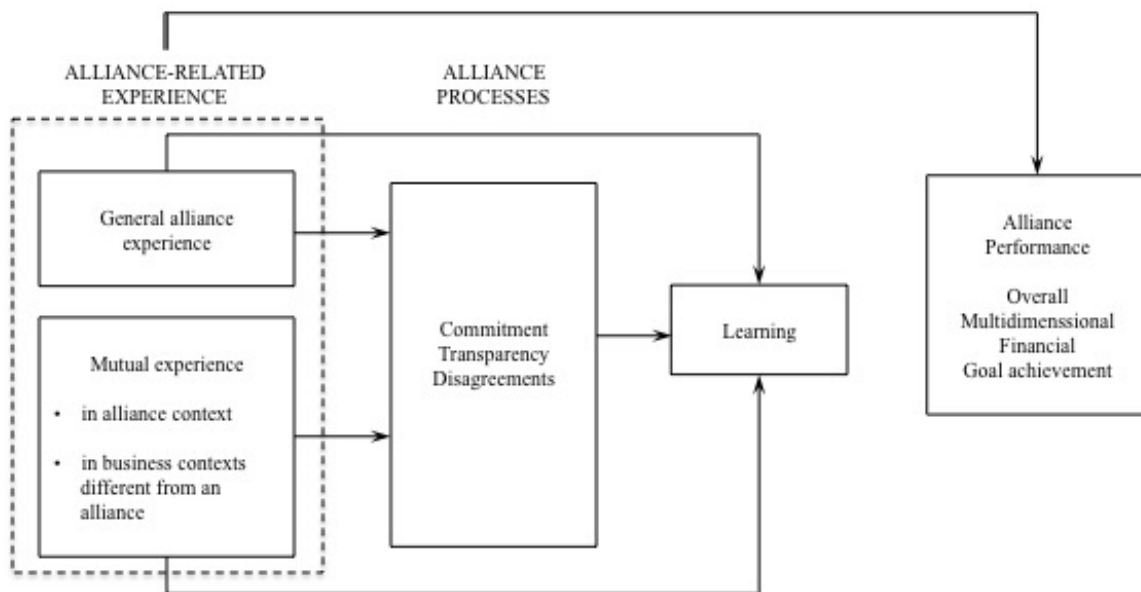 ALLIANCE-RELATED
EXPERIENCE
ALLIANCE
PROCESSES
General alliance
experience
Mutual experience
• in alliance context
• in business contexts
different from an
alliance
Commitment
Transparency
Disagreements
Learning
Alliance
Performance
Overall
Multidimenssional
Financial
Goal achievement